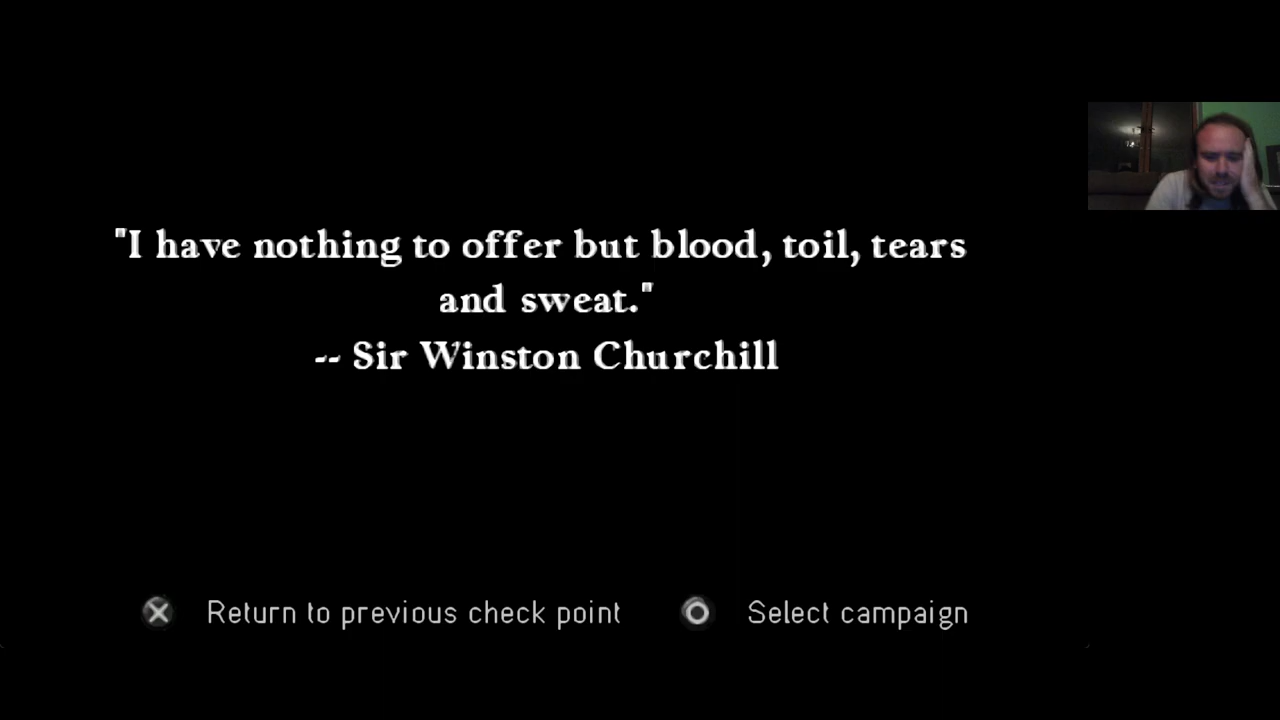 "I have nothing to offer but blood, toil, tears
and sweat."
-- Sir Winston Churchill
Return to previous check point
Select campaign